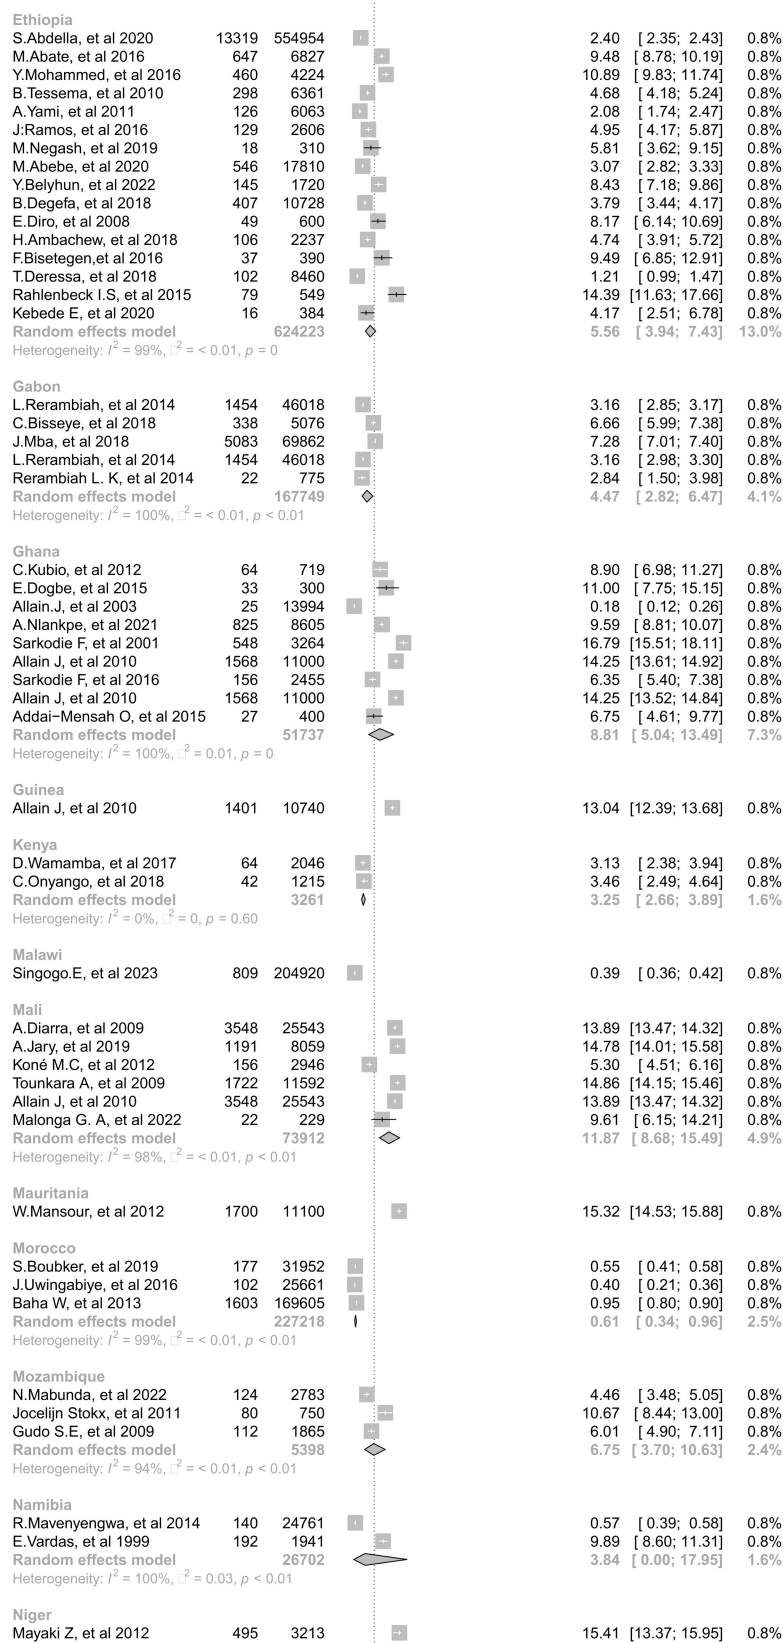 Ethiopia
S.Abdella, et al 2020 13319 554954 2.40 [ 2.35; 2.43] 0.8%
M.Abate, et al 2016 647 6827 9.48 [ 8.78; 10.19] 0.8%
Y.Mohammed, et al 2016 460 4224 10.89 [ 9.83; 11.74] 0.8%
B.Tessema, et al 2010 298 6361 4.68 [ 4.18; 5.24] 0.8%
A.Yami, et al 2011 126 6063 2.08 [ 1.74; 2.47] 0.8%
J:Ramos, et al 2016 129 2606 4.95 [ 4.17; 5.87] 0.8%
M.Negash, et al 2019 18 310 5.81 [ 3.62; 9.15] 0.8%
M.Abebe, et al 2020 546 17810 3.07 [ 2.82; 3.33] 0.8%
Y.Belyhun, et al 2022 145 1720 8.43 [ 7.18; 9.86] 0.8%
B.Degefa, et al 2018 407 10728 3.79 [ 3.44; 4.17] 0.8%
E.Diro, et al 2008 49 600 8.17 [ 6.14; 10.69] 0.8%
H.Ambachew, et al 2018 106 2237 4.74 [ 3.91; 5.72] 0.8%
F.Bisetegen,et al 2016 37 390 9.49 [ 6.85; 12.91] 0.8%
T.Deressa, et al 2018 102 8460 1.21 [ 0.99; 1.47] 0.8%
Rahlenbeck I.S, et al 2015 79 549 14.39 [11.63; 17.66] 0.8%
Kebede E, et al 2020 16 384 4.17 [ 2.51; 6.78] 0.8%
Random effects model 624223 5.56 [ 3.94; 7.43] 13.0%
Heterogeneity: I² = 99%, □² = < 0.01, p = 0
Gabon
L.Rerambiah, et al 2014 1454 46018 3.16 [ 2.85; 3.17] 0.8%
C.Bisseye, et al 2018 338 5076 6.66 [ 5.99; 7.38] 0.8%
J.Mba, et al 2018 5083 69862 7.28 [ 7.01; 7.40] 0.8%
L.Rerambiah, et al 2014 1454 46018 3.16 [ 2.98; 3.30] 0.8%
Rerambiah L. K, et al 2014 22 775 2.84 [ 1.50; 3.98] 0.8%
Random effects model 167749 4.47 [ 2.82; 6.47] 4.1%
Heterogeneity: I² = 100%, □² = < 0.01, p < 0.01
Ghana
C.Kubio, et al 2012 64 719 8.90 [ 6.98; 11.27] 0.8%
E.Dogbe, et al 2015 33 300 11.00 [ 7.75; 15.15] 0.8%
Allain.J, et al 2003 25 13994 0.18 [ 0.12; 0.26] 0.8%
A.Nlankpe, et al 2021 825 8605 9.59 [ 8.81; 10.07] 0.8%
Sarkodie F, et al 2001 548 3264 16.79 [15.51; 18.11] 0.8%
Allain J, et al 2010 1568 11000 14.25 [13.61; 14.92] 0.8%
Sarkodie F, et al 2016 156 2455 6.35 [ 5.40; 7.38] 0.8%
Allain J, et al 2010 1568 11000 14.25 [13.52; 14.84] 0.8%
Addai−Mensah O, et al 2015 27 400 6.75 [ 4.61; 9.77] 0.8%
Random effects model 51737 8.81 [ 5.04; 13.49] 7.3%
Heterogeneity: I² = 100%, □² = 0.01, p = 0
Guinea
Allain J, et al 2010 1401 10740 13.04 [12.39; 13.68] 0.8%
Kenya
D.Wamamba, et al 2017 64 2046 3.13 [ 2.38; 3.94] 0.8%
C.Onyango, et al 2018 42 1215 3.46 [ 2.49; 4.64] 0.8%
Random effects model 3261 3.25 [ 2.66; 3.89] 1.6%
Heterogeneity: I² = 0%, □² = 0, p = 0.60
Malawi
Singogo.E, et al 2023 809 204920 0.39 [ 0.36; 0.42] 0.8%
Mali
A.Diarra, et al 2009 3548 25543 13.89 [13.47; 14.32] 0.8%
A.Jary, et al 2019 1191 8059 14.78 [14.01; 15.58] 0.8%
Koné M.C, et al 2012 156 2946 5.30 [ 4.51; 6.16] 0.8%
Tounkara A, et al 2009 1722 11592 14.86 [14.15; 15.46] 0.8%
Allain J, et al 2010 3548 25543 13.89 [13.47; 14.32] 0.8%
Malonga G. A, et al 2022 22 229 9.61 [ 6.15; 14.21] 0.8%
Random effects model 73912 11.87 [ 8.68; 15.49] 4.9%
Heterogeneity: I² = 98%, □² = < 0.01, p < 0.01
Mauritania
W.Mansour, et al 2012 1700 11100 15.32 [14.53; 15.88] 0.8%
Morocco
S.Boubker, et al 2019 177 31952 0.55 [ 0.41; 0.58] 0.8%
J.Uwingabiye, et al 2016 102 25661 0.40 [ 0.21; 0.36] 0.8%
Baha W, et al 2013 1603 169605 0.95 [ 0.80; 0.90] 0.8%
Random effects model 227218 0.61 [ 0.34; 0.96] 2.5%
Heterogeneity: I² = 99%, □² = < 0.01, p < 0.01
Mozambique
N.Mabunda, et al 2022 124 2783 4.46 [ 3.48; 5.05] 0.8%
Jocelijn Stokx, et al 2011 80 750 10.67 [ 8.44; 13.00] 0.8%
Gudo S.E, et al 2009 112 1865 6.01 [ 4.90; 7.11] 0.8%
Random effects model 5398 6.75 [ 3.70; 10.63] 2.4%
Heterogeneity: I² = 94%, □² = < 0.01, p < 0.01
Namibia
R.Mavenyengwa, et al 2014 140 24761 0.57 [ 0.39; 0.58] 0.8%
E.Vardas, et al 1999 192 1941 9.89 [ 8.60; 11.31] 0.8%
Random effects model 26702 3.84 [ 0.00; 17.95] 1.6%
Heterogeneity: I² = 100%, □² = 0.03, p < 0.01
Niger
Mayaki Z, et al 2012 495 3213 15.41 [13.37; 15.95] 0.8%